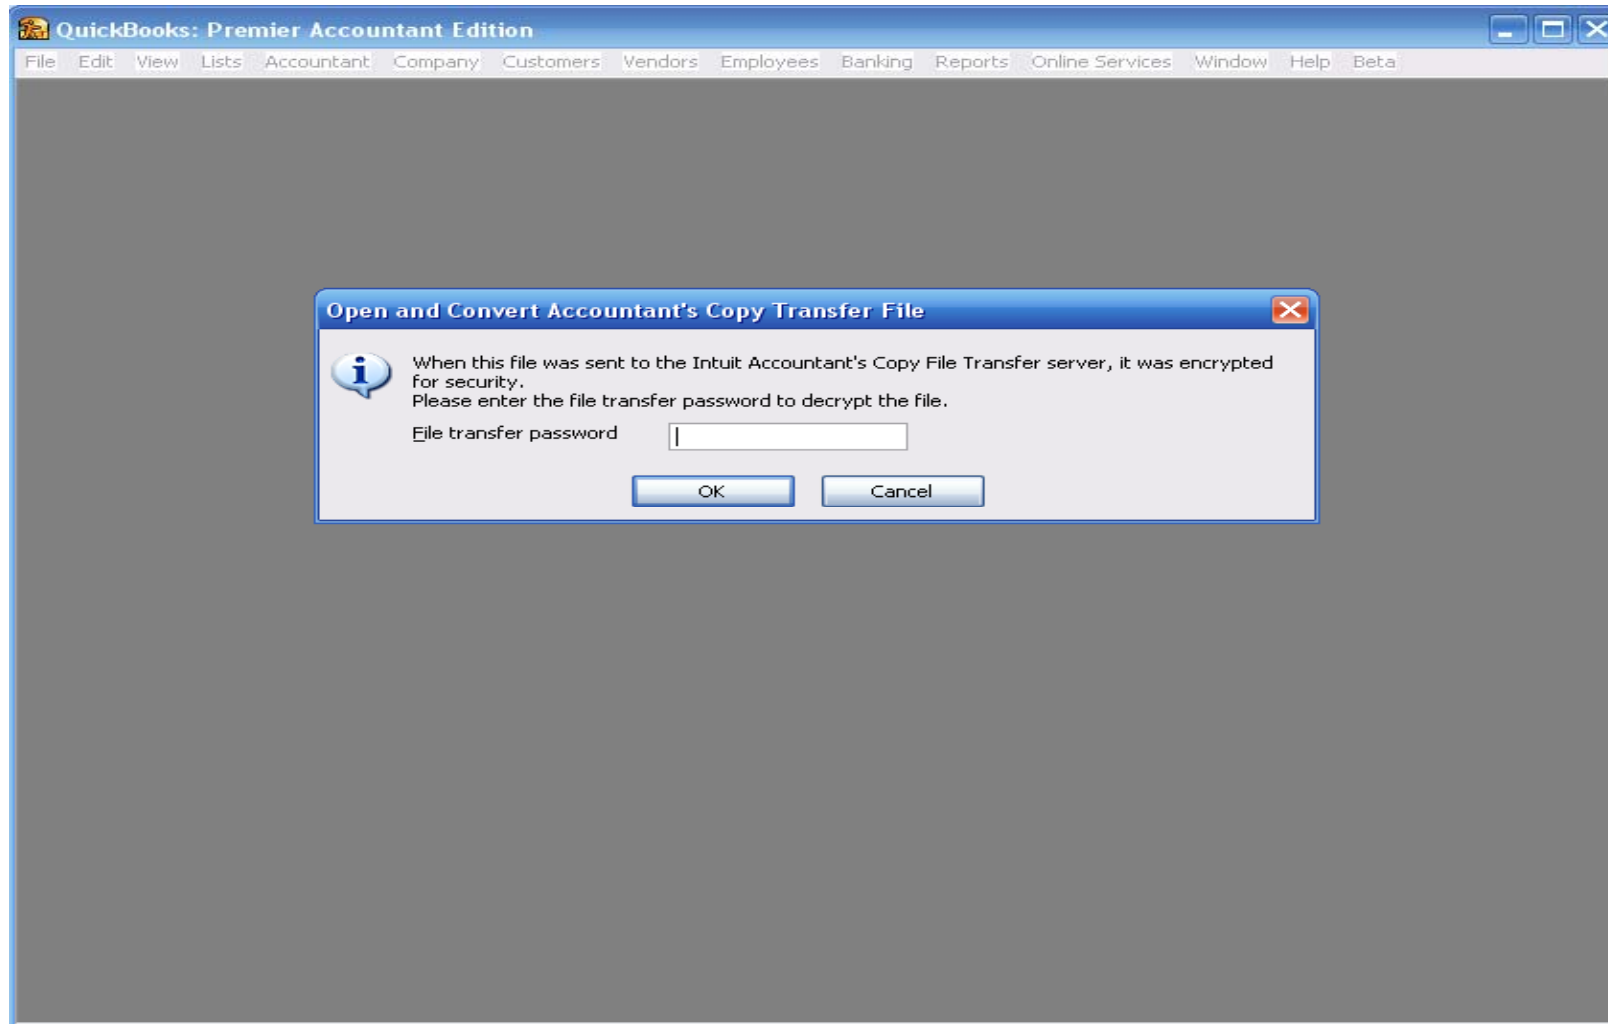 QuickBooks: Premier Accountant Edition
File Edit View Lists Accountant Company Customers Vendors Employees Banking Reports Online Services Window Help Beta
Open and Convert Accountant's Copy Transfer File
When this file was sent to the Intuit Accountant's Copy File Transfer server, it was encrypted
for security.
Please enter the file transfer password to decrypt the file.
File transfer password
OK Cancel